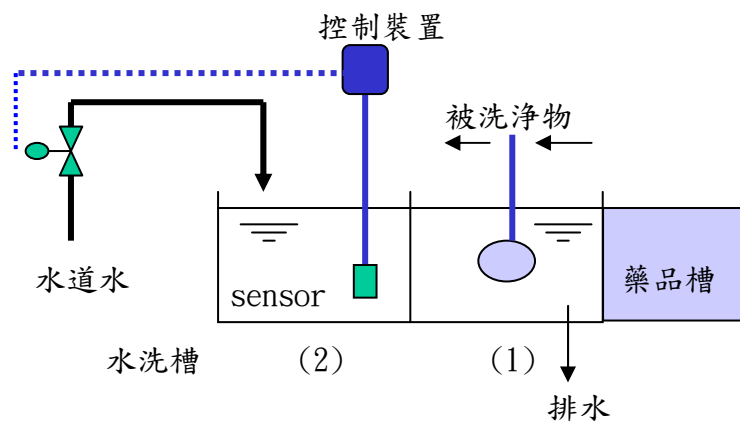 控制裝置
被洗浄物
水道水
sensor
藥品槽
水洗槽
(2)
(1)
排水